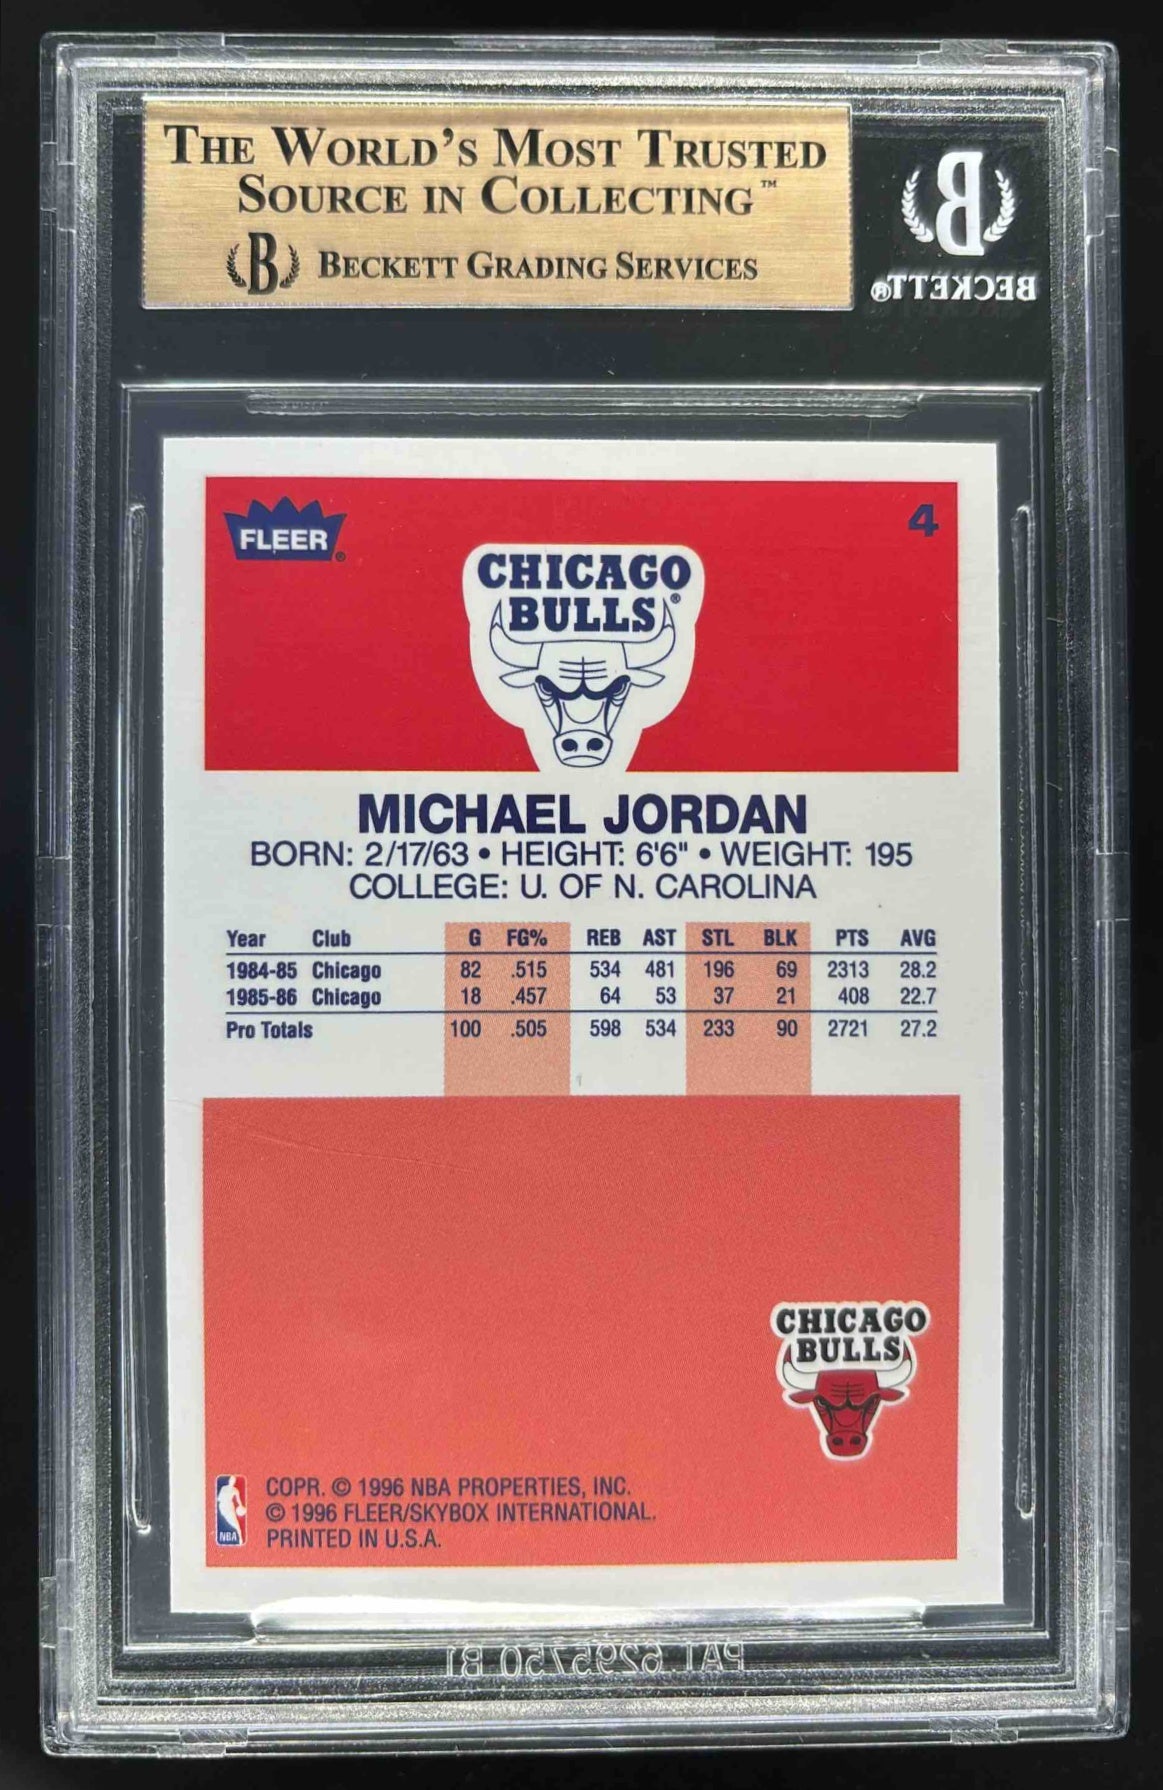 THE WORLD'S MOST TRUSTED
SOURCE IN COLLECTING™
B BECKETT GRADING SERVICES
B
BECKETT®
FLEER®
4
CHICAGO
BULLS®
MICHAEL JORDAN
BORN: 2/17/63 • HEIGHT: 6'6" • WEIGHT: 195
COLLEGE: U. OF N. CAROLINA
Year Club G FG% REB AST STL BLK PTS AVG
1984-85 Chicago 82 .515 534 481 196 69 2313 28.2
1985-86 Chicago 18 .457 64 53 37 21 408 22.7
Pro Totals 100 .505 598 534 233 90 2721 27.2
CHICAGO
BULLS
NBA
COPR. © 1996 NBA PROPERTIES, INC.
© 1996 FLEER/SKYBOX INTERNATIONAL.
PRINTED IN U.S.A.
PAT. 6295750 B1